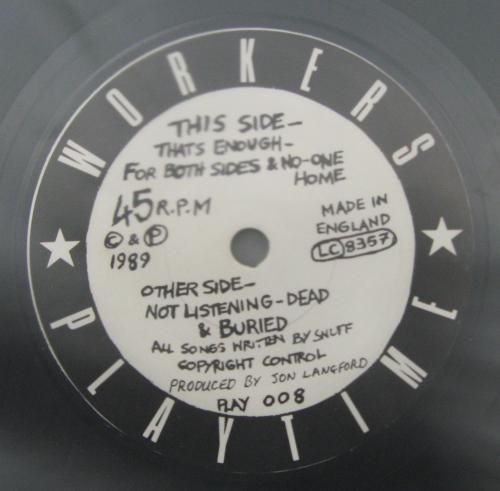 WORKERS
THIS SIDE—
THATS ENOUGH—
FOR BOTH SIDES & NO-ONE
HOME
45 R.P.M
© & ℗
1989
MADE IN
ENGLAND
LC 8357
OTHER SIDE—
NOT LISTENING - DEAD
& BURIED
ALL SONGS WRITTEN BY SNUFF
COPYRIGHT CONTROL
PRODUCED BY JON LANGFORD
PLAY 008
PLAYTIME